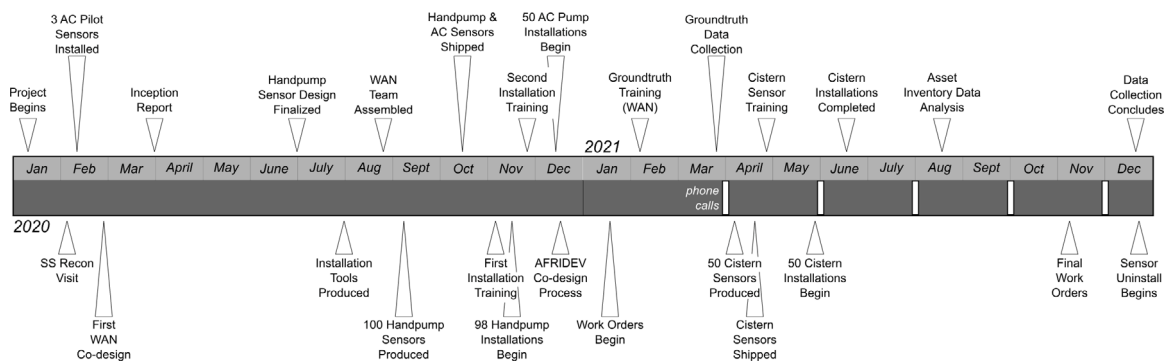 3 AC Pilot
Sensors
Installed
Handpump &
AC Sensors
Shipped
50 AC Pump
Installations
Begin
Groundtruth
Data
Collection
Project
Begins
Inception
Report
Handpump
Sensor Design
Finalized
WAN
Team
Assembled
Second
Installation
Training
Groundtruth
Training
(WAN)
Cistern
Sensor
Training
Cistern
Installations
Completed
Asset
Inventory Data
Analysis
Data
Collection
Concludes
2021
Jan Feb Mar April May June July Aug Sept Oct Nov Dec Jan Feb Mar April May June July Aug Sept Oct Nov Dec
phone
calls
2020
SS Recon
Visit
First
WAN
Co-design
Installation
Tools
Produced
100 Handpump
Sensors
Produced
First
Installation
Training
98 Handpump
Installations
Begin
AFRIDEV
Co-design
Process
Work Orders
Begin
50 Cistern
Sensors
Produced
Cistern
Sensors
Shipped
50 Cistern
Installations
Begin
Final
Work
Orders
Sensor
Uninstall
Begins